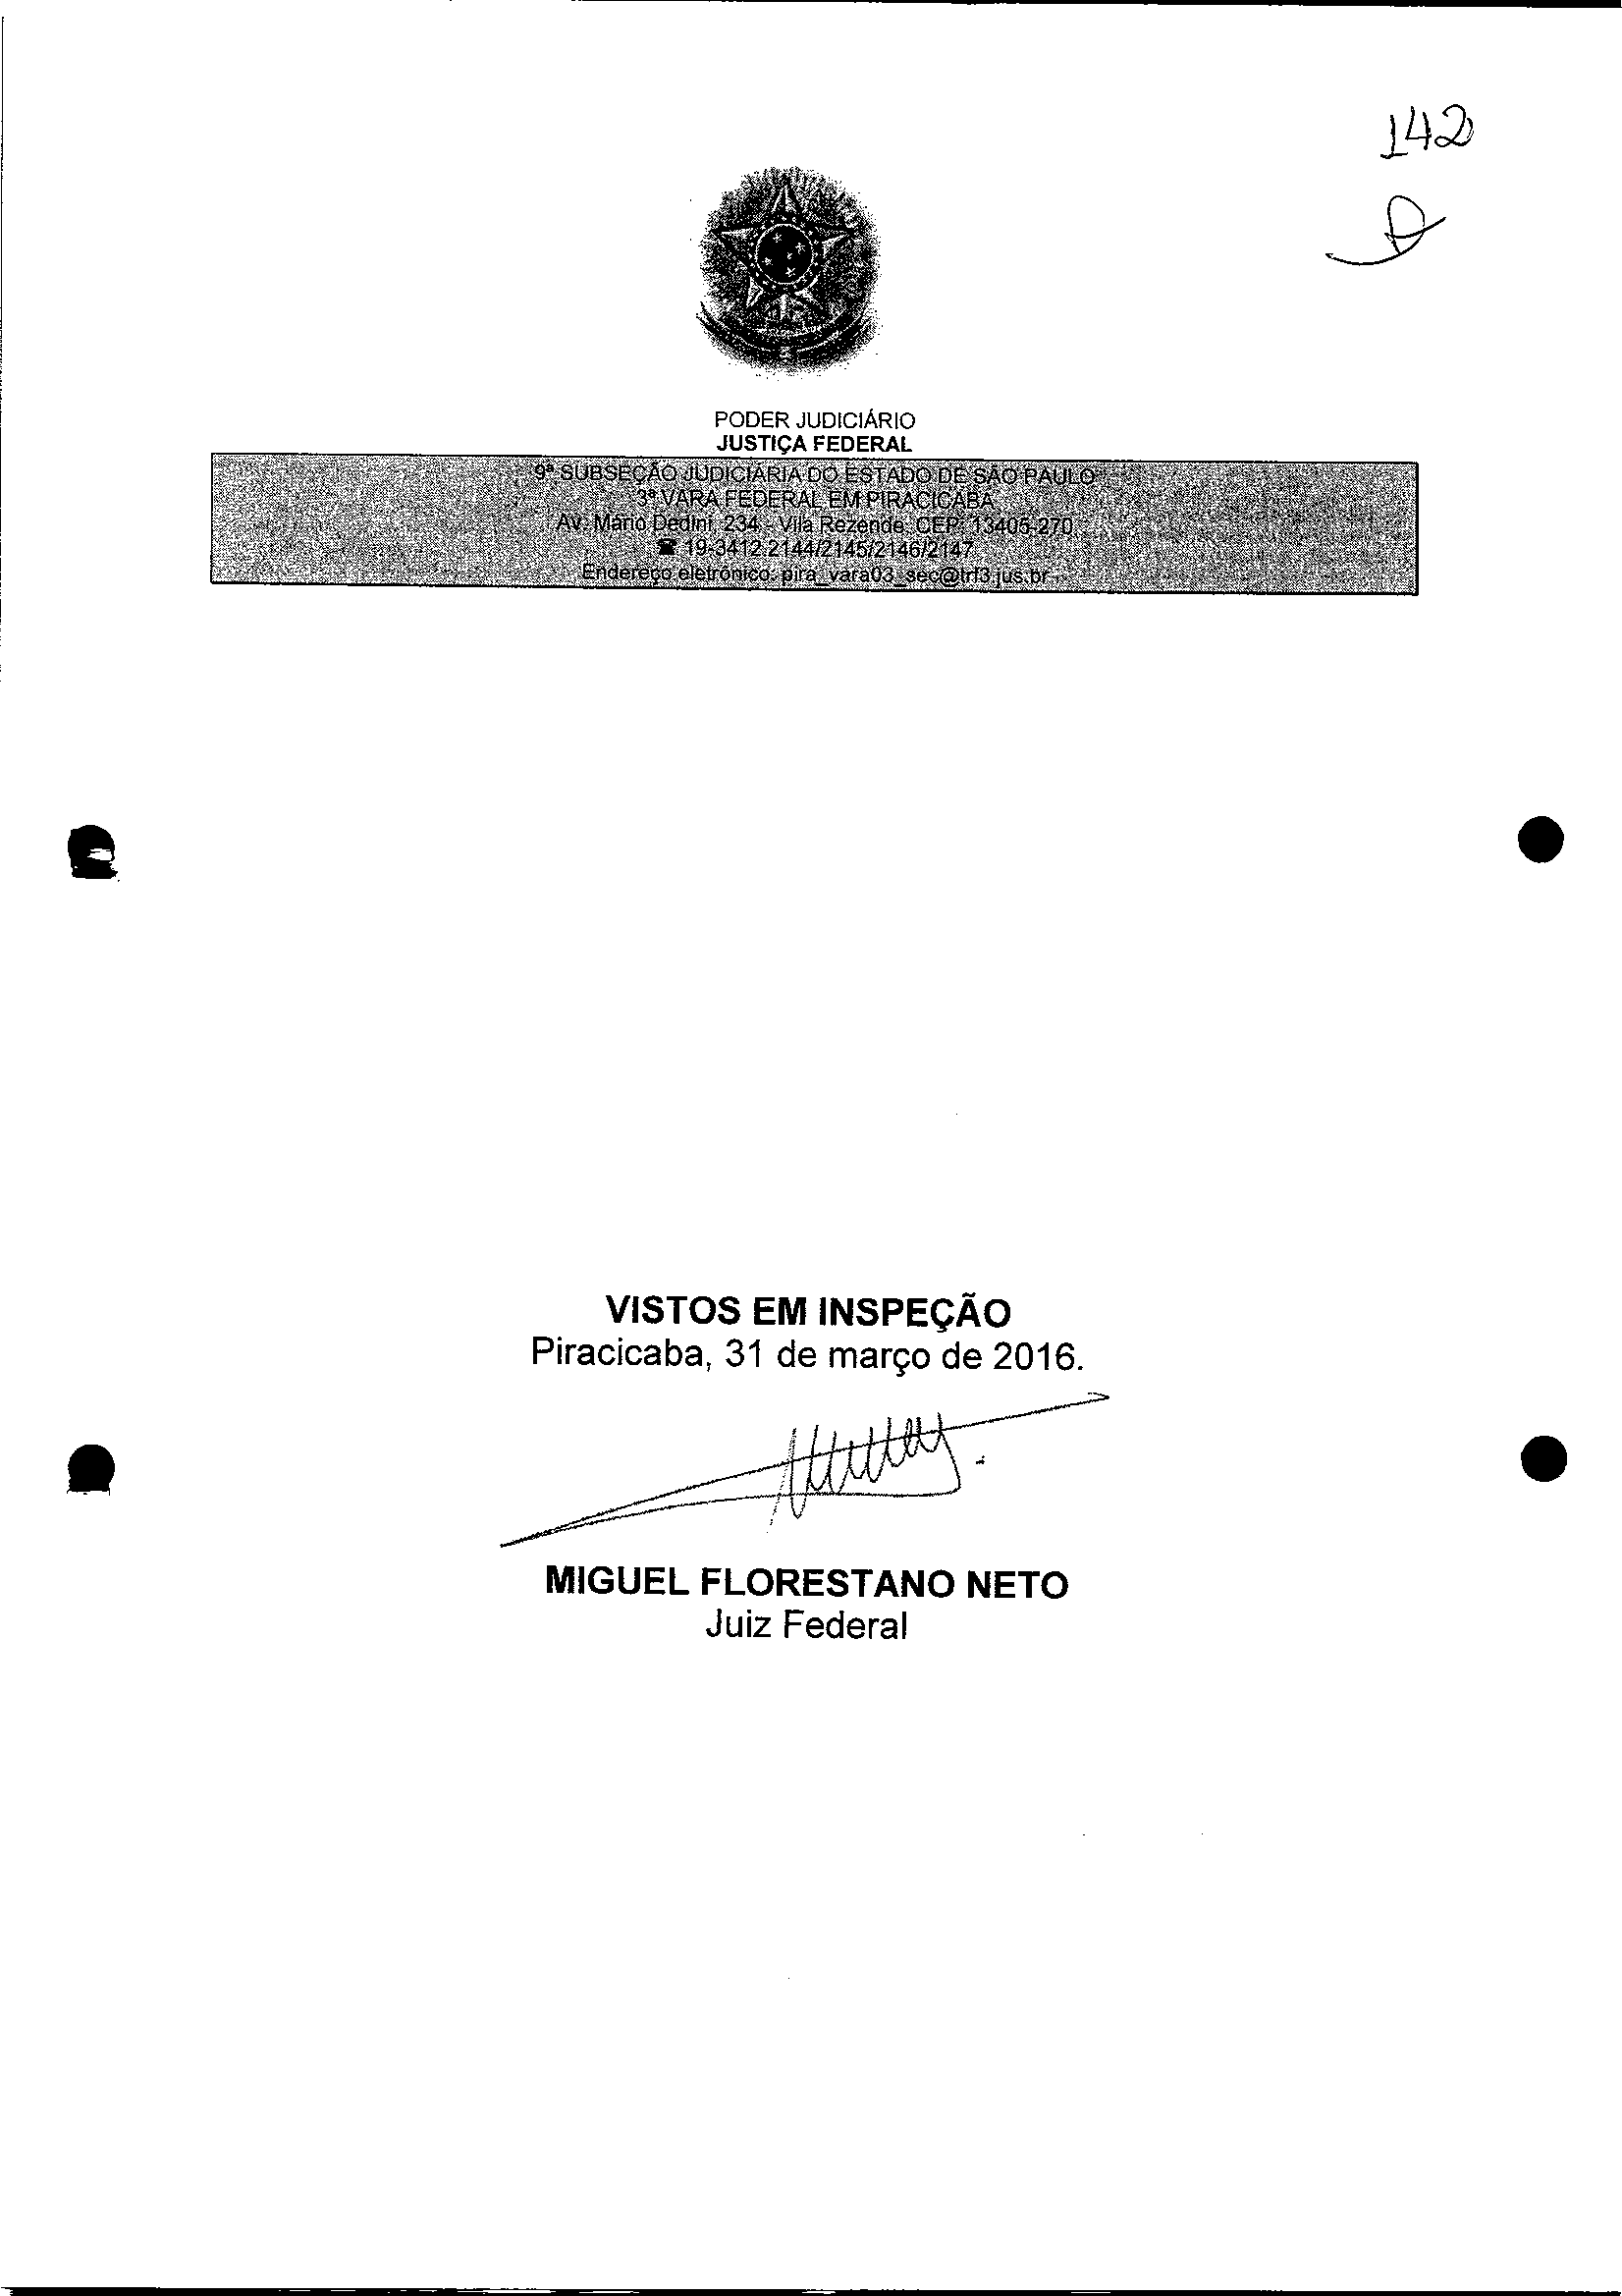 142
PODER JUDICIÁRIO
JUSTIÇA FEDERAL
9ª SUBSEÇÃO JUDICIÁRIA DO ESTADO DE SÃO PAULO
3ª VARA FEDERAL EM PIRACICABA
Av. Mário Dedini, 234 - Vila Rezende, CEP: 13405-270
☎ 19-3412.2144/2145/2146/2147
Endereço eletrônico: pira_vara03_sec@trf3.jus.br
VISTOS EM INSPEÇÃO
Piracicaba, 31 de março de 2016.
MIGUEL FLORESTANO NETO
Juiz Federal